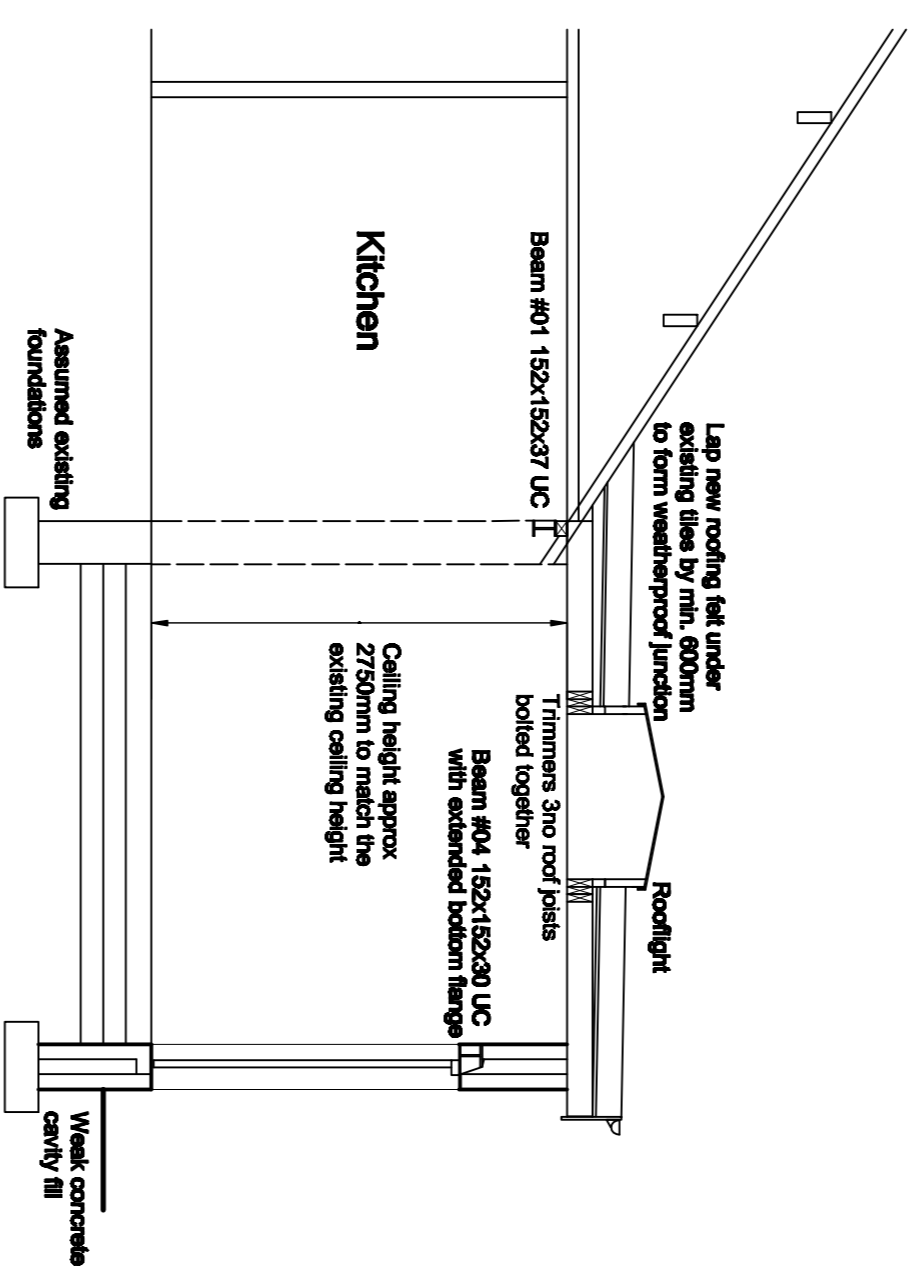 Lap new roofing felt under
existing tiles by min. 600mm
to form weatherproof junction
Rooflight
Beam #01 152x152x37 UC
Trimmers 3no roof joists
bolted together
Beam #04 152x152x30 UC
with extended bottom flange
Kitchen
Ceiling height approx
2750mm to match the
existing ceiling height
Assumed existing
foundations
Weak concrete
cavity fill